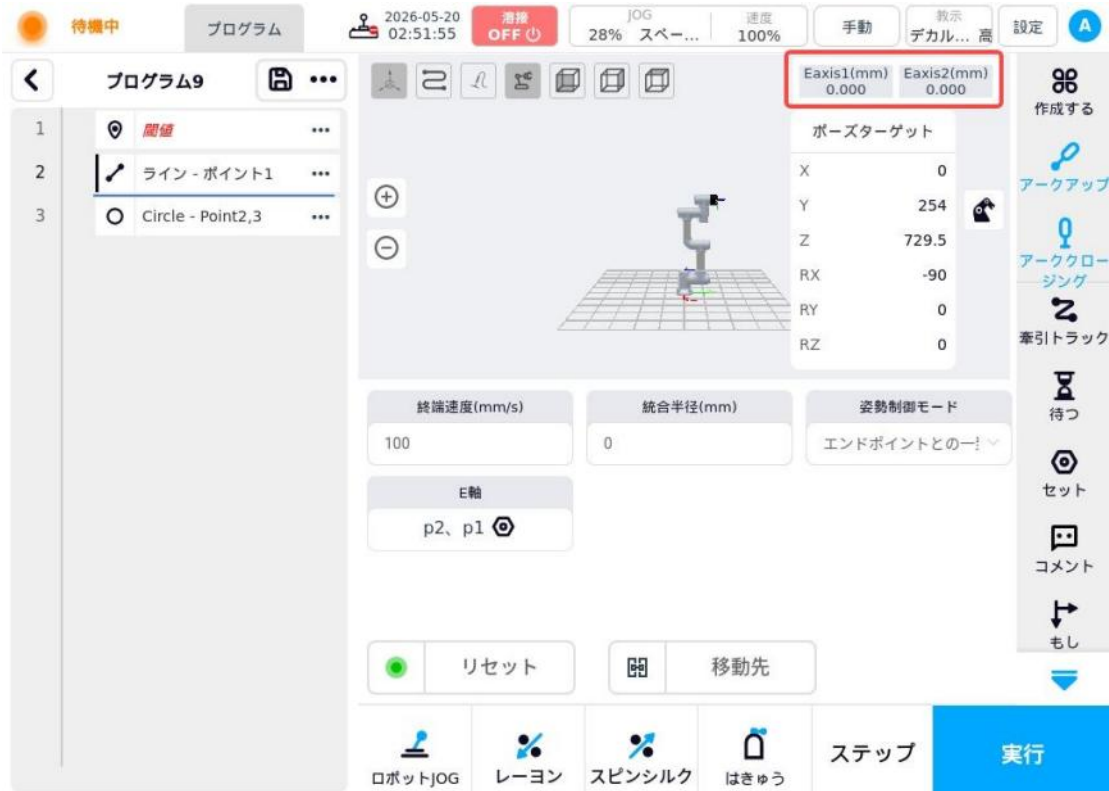 待機中
プログラム
2026-05-20
02:51:55
溶接
OFF
JOG
28% スペー...
速度
100%
手動
教示
デカル... 高
設定
A
プログラム9
1
閾値
2
ライン - ポイント1
3
Circle - Point2,3
Eaxis1(mm)
0.000
Eaxis2(mm)
0.000
ポーズターゲット
X 0
Y 254
Z 729.5
RX -90
RY 0
RZ 0
終端速度(mm/s)
100
統合半径(mm)
0
姿勢制御モード
エンドポイントとの一
E軸
p2、p1
リセット
移動先
ロボットJOG
レーヨン
スピンシルク
はきゅう
ステップ
実行
作成する
アークアップ
アーククロー
ジング
牽引トラック
待つ
セット
コメント
もし